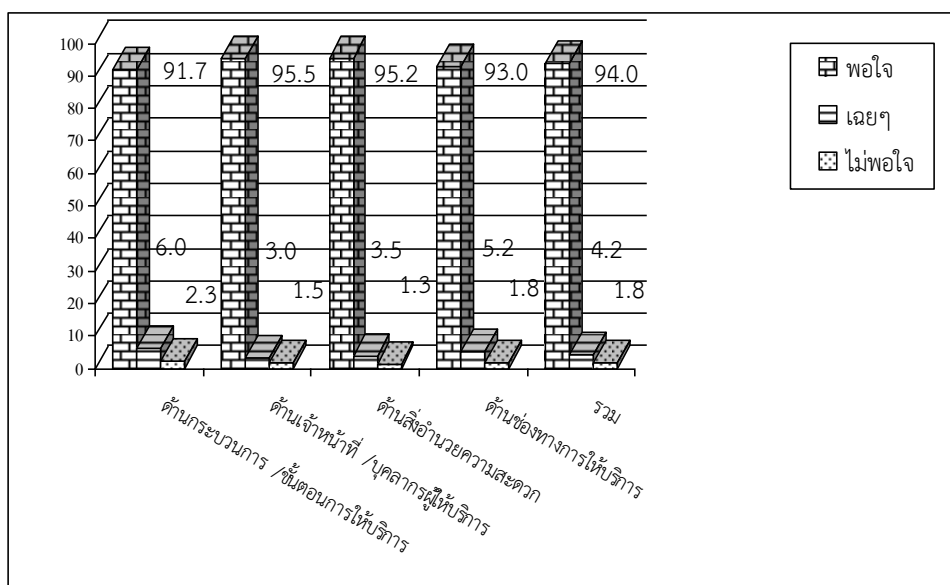 100
90
80
70
60
50
40
30
20
10
0
91.7 95.5 95.2 93.0 94.0
6.0 3.0 3.5 5.2 4.2
2.3 1.5 1.3 1.8 1.8
ด้านกระบวนการ /ขั้นตอนการให้บริการ
ด้านเจ้าหน้าที่ /บุคลากรผู้ให้บริการ
ด้านสิ่งอำนวยความสะดวก
ด้านช่องทางการให้บริการ
รวม
พอใจ
เฉยๆ
ไม่พอใจ